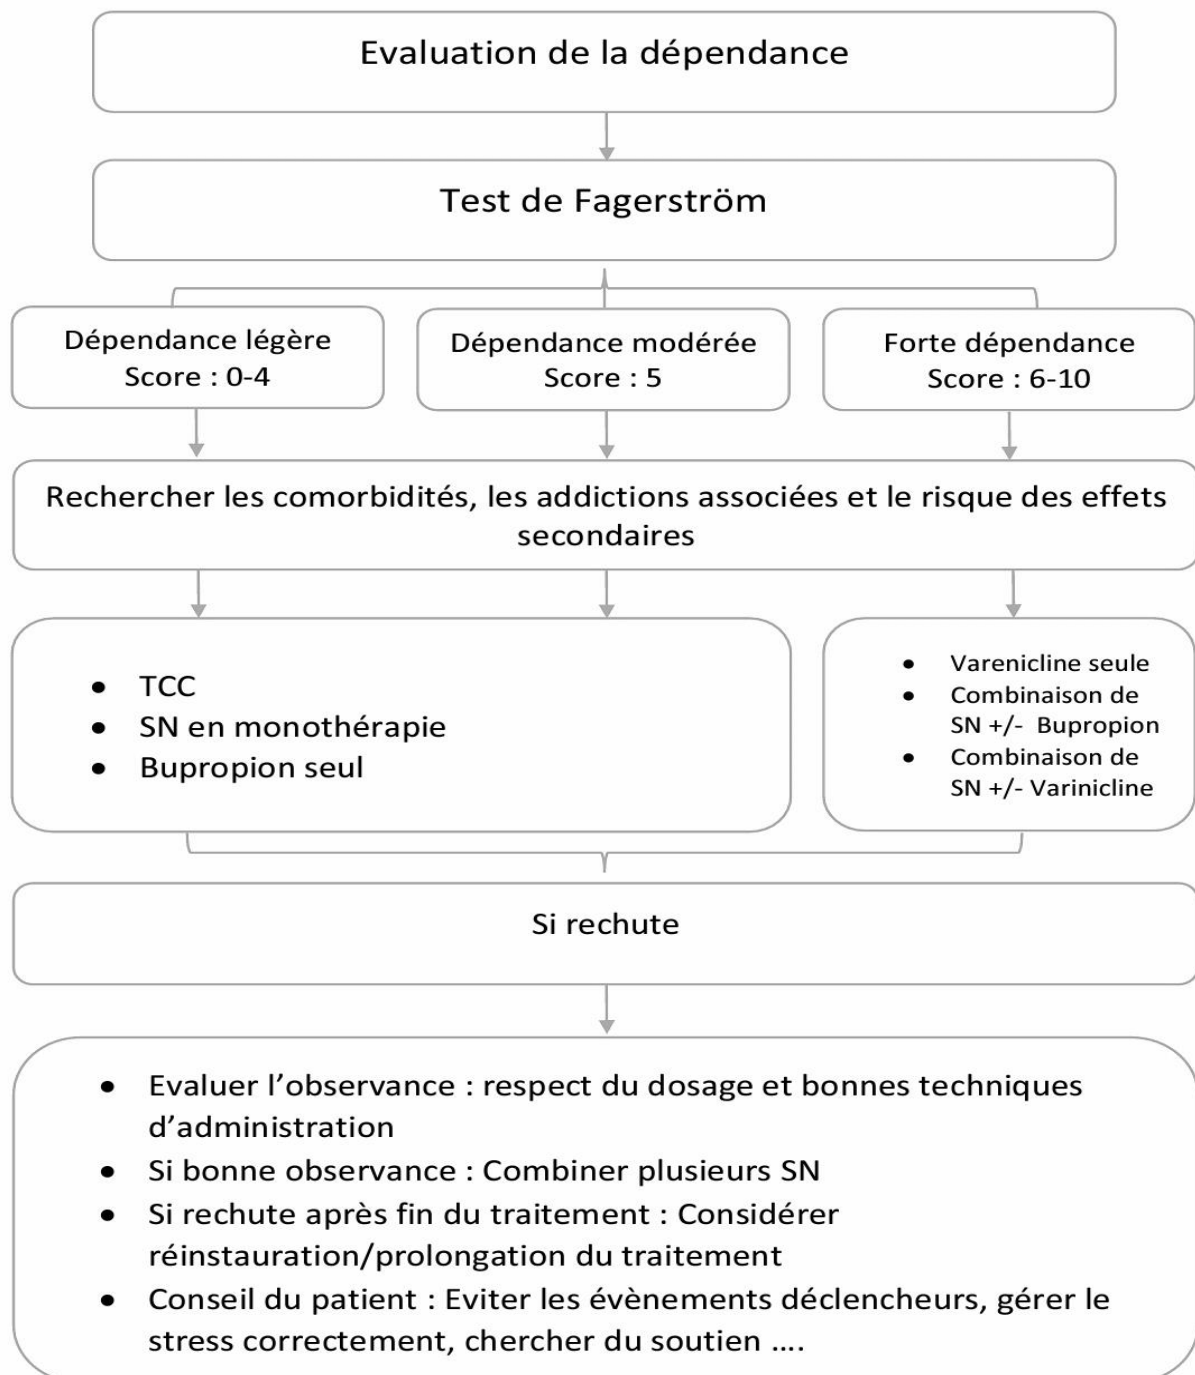 Evaluation de la dépendance
Test de Fagerström
Dépendance légère
Score : 0-4
Dépendance modérée
Score : 5
Forte dépendance
Score : 6-10
Rechercher les comorbidités, les addictions associées et le risque des effets
secondaires
• TCC
• SN en monothérapie
• Bupropion seul
• Varenicline seule
• Combinaison de
SN +/- Bupropion
• Combinaison de
SN +/- Varinicline
Si rechute
• Evaluer l’observance : respect du dosage et bonnes techniques
d’administration
• Si bonne observance : Combiner plusieurs SN
• Si rechute après fin du traitement : Considérer
réinstauration/prolongation du traitement
• Conseil du patient : Eviter les évènements déclencheurs, gérer le
stress correctement, chercher du soutien ....